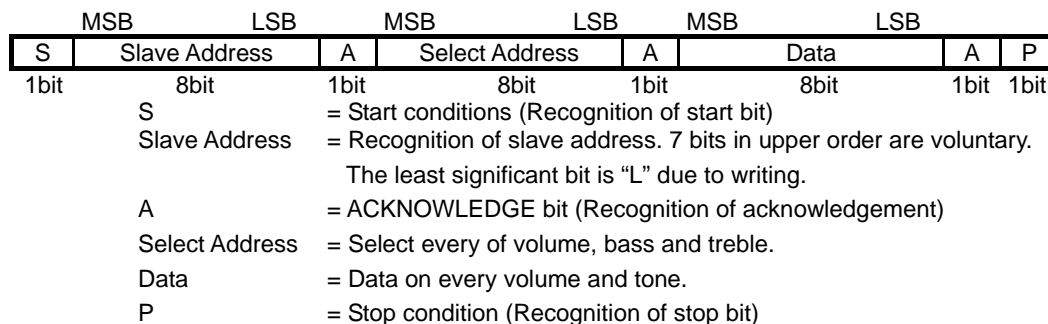 MSB LSB MSB LSB MSB LSB
S Slave Address A Select Address A Data A P
1bit 8bit 1bit 8bit 1bit 8bit 1bit 1bit
S = Start conditions (Recognition of start bit)
Slave Address = Recognition of slave address. 7 bits in upper order are voluntary.
The least significant bit is “L” due to writing.
A = ACKNOWLEDGE bit (Recognition of acknowledgement)
Select Address = Select every of volume, bass and treble.
Data = Data on every volume and tone.
P = Stop condition (Recognition of stop bit)